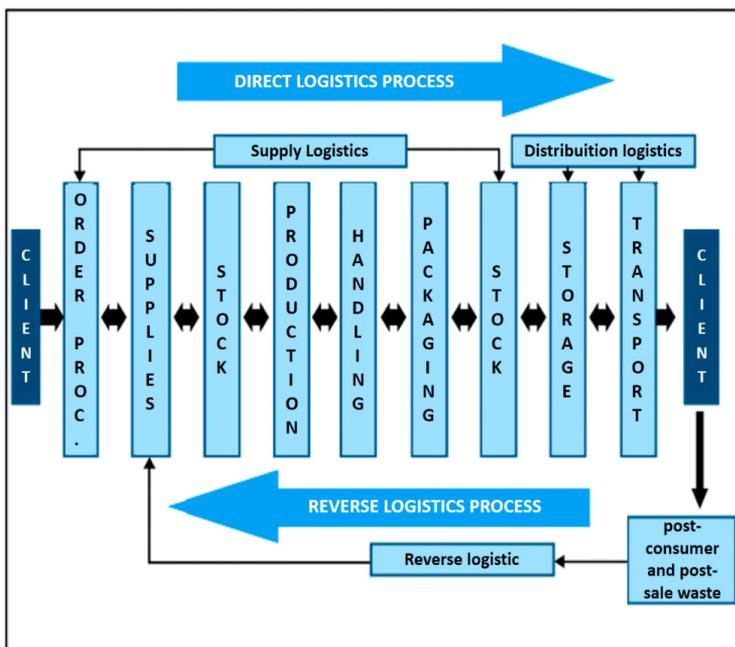 DIRECT LOGISTICS PROCESS
Supply Logistics
Distribuition logistics
CLIENT
ORDER PROC.
SUPPLIES
STOCK
PRODUCTION
HANDLING
PACKAGING
STOCK
STORAGE
TRANSPORT
CLIENT
REVERSE LOGISTICS PROCESS
Reverse logistic
post-
consumer
and post-
sale waste